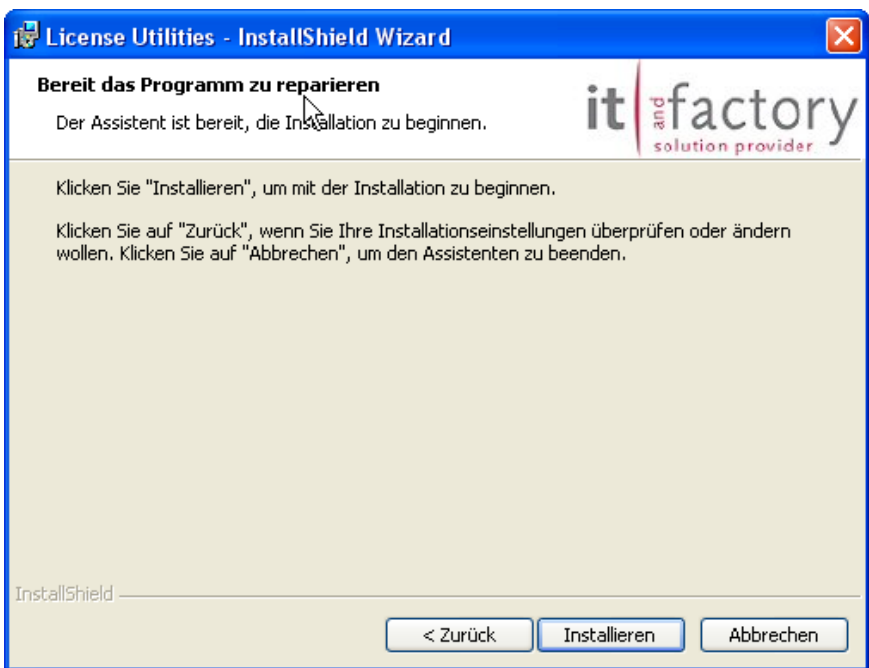 License Utilities - InstallShield Wizard
Bereit das Programm zu reparieren
Der Assistent ist bereit, die Installation zu beginnen.
it and factory
solution provider
Klicken Sie "Installieren", um mit der Installation zu beginnen.
Klicken Sie auf "Zurück", wenn Sie Ihre Installationseinstellungen überprüfen oder ändern
wollen. Klicken Sie auf "Abbrechen", um den Assistenten zu beenden.
InstallShield
< Zurück Installieren Abbrechen